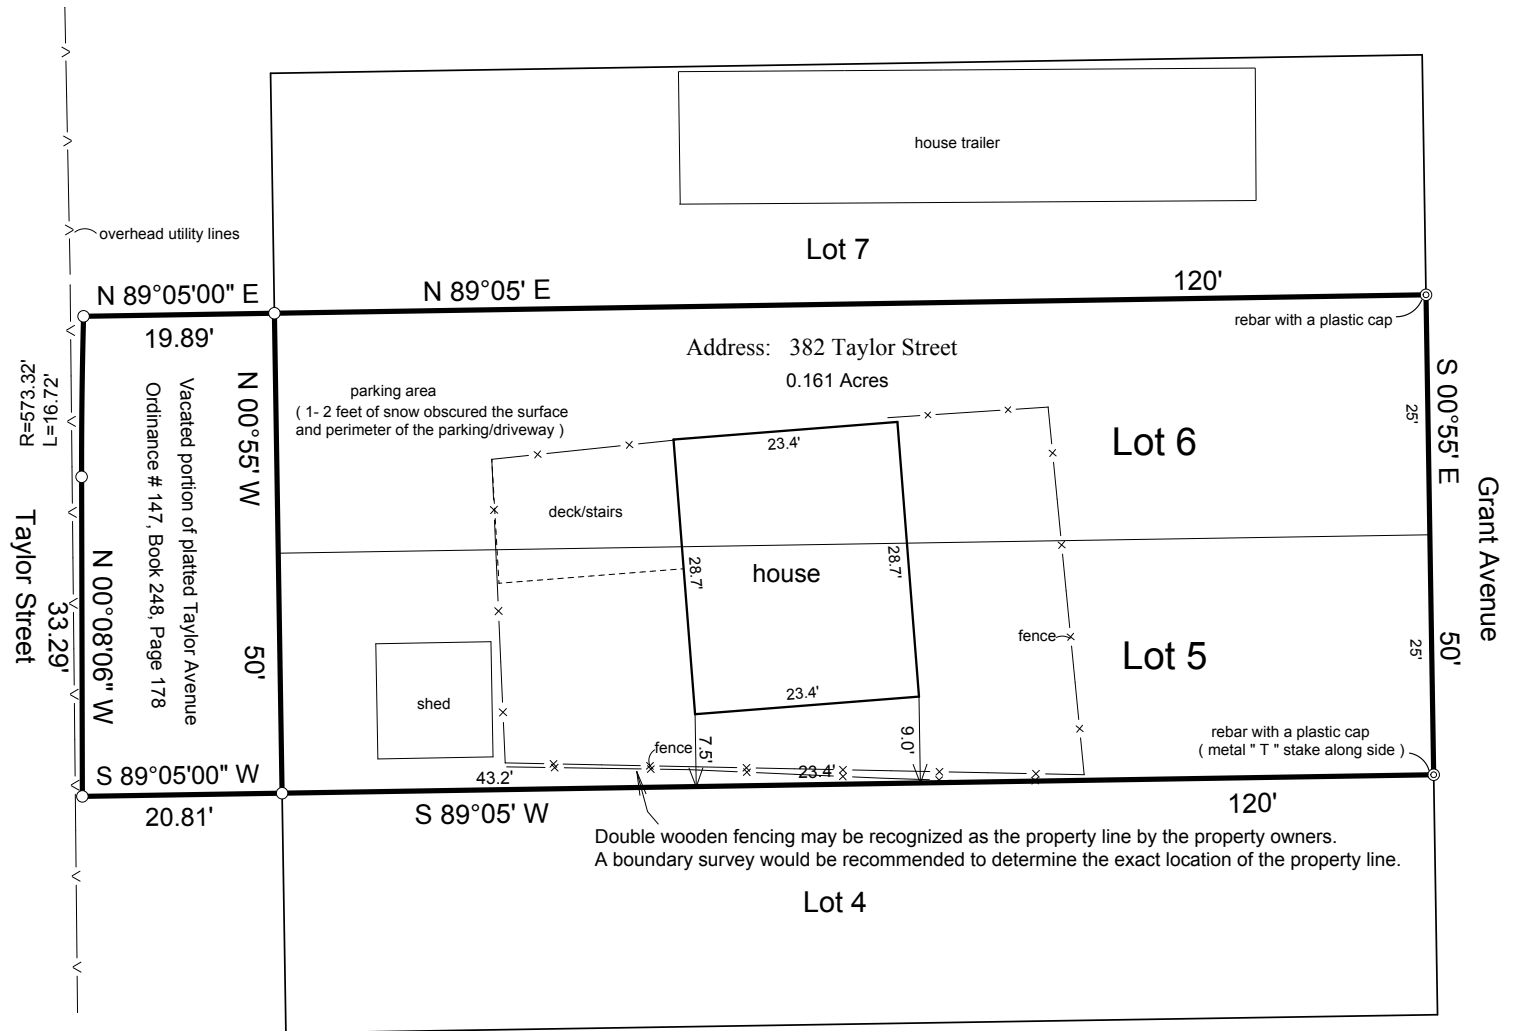 house trailer
overhead utility lines
Lot 7
N 89°05'00" E
N 89°05' E
120'
19.89'
rebar with a plastic cap
Address: 382 Taylor Street
0.161 Acres
parking area
( 1- 2 feet of snow obscured the surface
and perimeter of the parking/driveway )
R=573.32'
L=16.72'
Vacated portion of platted Taylor Avenue
Ordinance # 147, Book 248, Page 178
N 00°55' W
50'
S 00°55' E
25'
Lot 6
23.4'
deck/stairs
28.7'
house
28.7'
Grant Avenue
Taylor Street
33.29'
N 00°08'06" W
fence
Lot 5
25'
50'
shed
23.4'
7.5'
9.0'
fence
43.2'
23.4'
rebar with a plastic cap
( metal " T " stake along side )
S 89°05'00" W
20.81'
S 89°05' W
120'
Double wooden fencing may be recognized as the property line by the property owners.
A boundary survey would be recommended to determine the exact location of the property line.
Lot 4